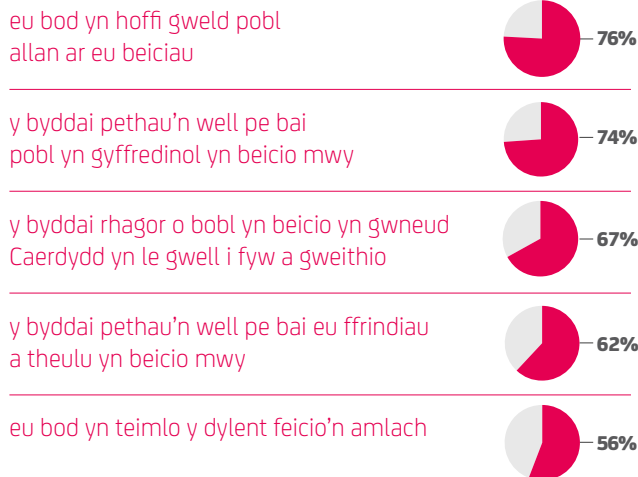 eu bod yn hoffi gweld pobl
allan ar eu beiciau
76%
y byddai pethau'n well pe bai
pobl yn gyffredinol yn beicio mwy
74%
y byddai rhagor o bobl yn beicio yn gwneud
Caerdydd yn le gwell i fyw a gweithio
67%
y byddai pethau'n well pe bai eu ffrindiau
a theulu yn beicio mwy
62%
eu bod yn teimlo y dylent feicio'n amlach
56%